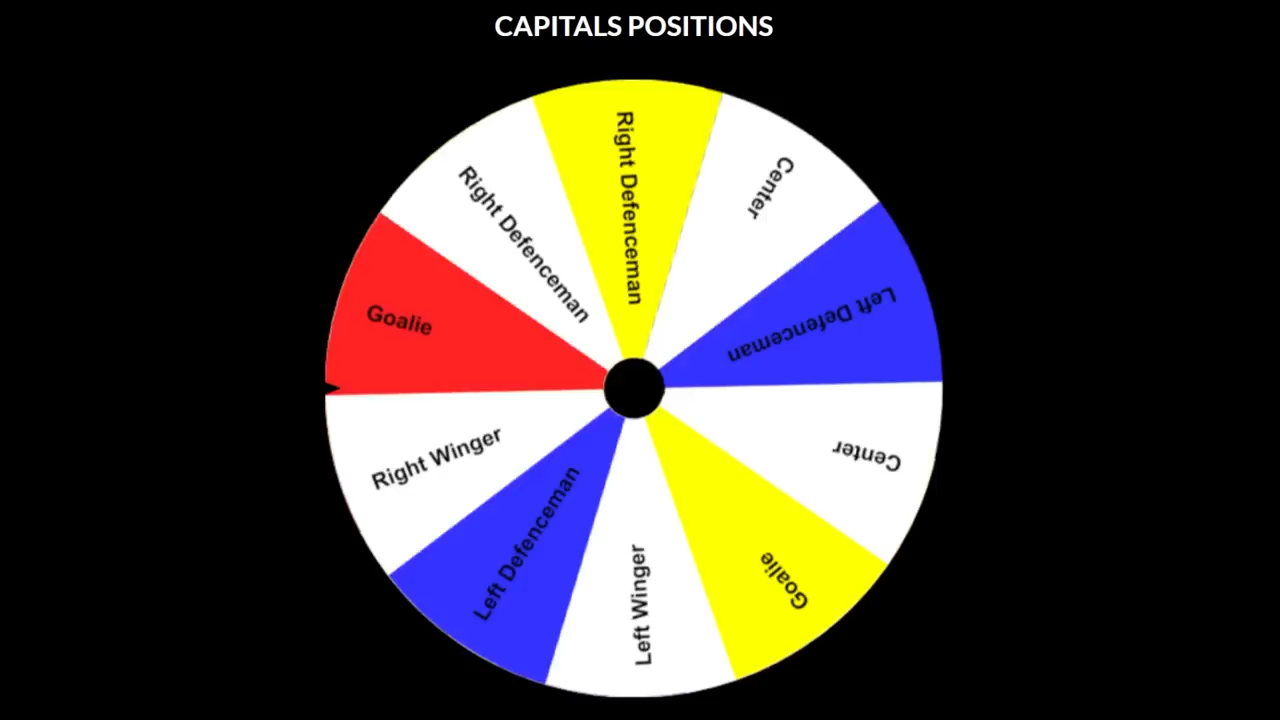 CAPITALS POSITIONS
Right Defenceman
Center
Left Defenceman
Center
Goalie
Left Winger
Left Defenceman
Right Winger
Goalie
Right Defenceman